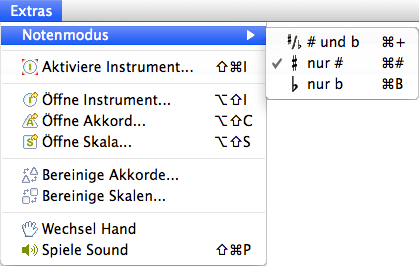 Extras
Notenmodus ▶
♯/♭ # und b ⌘+
✓ ♯ nur # ⌘#
♭ nur b ⌘B
Aktiviere Instrument... ⇧⌘I
Öffne Instrument... ⌥⇧I
Öffne Akkord... ⌥⇧C
Öffne Skala... ⌥⇧S
Bereinige Akkorde...
Bereinige Skalen...
Wechsel Hand
Spiele Sound ⇧⌘P